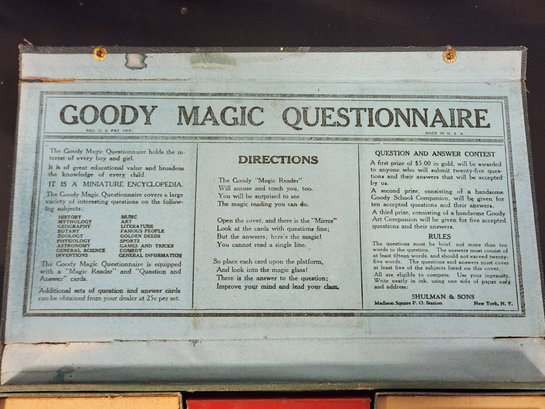 GOODY MAGIC QUESTIONNAIRE
REG. U. S. PAT. OFF.
MADE IN U. S. A.
The Goody Magic Questionnaire holds the in-
terest of every boy and girl.
It is of great educational value and broadens
the knowledge of every child.
IT IS A MINIATURE ENCYCLOPEDIA.
The Goody Magic Questionnaire covers a large
variety of interesting questions on the follow-
ing subjects:
HISTORY MUSIC
MYTHOLOGY ART
GEOGRAPHY LITERATURE
BOTANY FAMOUS PEOPLE
ZOOLOGY GOLDEN DEEDS
PHYSIOLOGY SPORTS
ASTRONOMY GAMES AND TRICKS
GENERAL SCIENCE COMEDY
INVENTIONS GENERAL INFORMATION
The Goody Magic Questionnaire is equipped
with a "Magic Reader" and "Question and
Answer" cards.
Additional sets of question and answer cards
can be obtained from your dealer at 25c per set.
DIRECTIONS
The Goody "Magic Reader"
Will amuse and teach you, too.
You will be surprised to see
The magic reading you can do.
Open the cover, and there is the "Mirror"
Look at the cards with questions fine;
But the answers, here's the magic!
You cannot read a single line.
So place each card upon the platform,
And look into the magic glass!
There is the answer to the question;
Improve your mind and lead your class.
QUESTION AND ANSWER CONTEST
A first prize of $5.00 in gold, will be awarded
to anyone who will submit twenty-five ques-
tions and their answers that will be accepted
by us.
A second prize, consisting of a handsome
Goody School Companion, will be given for
ten accepted questions and their answers.
A third prize, consisting of a handsome Goody
Art Companion will be given for five accepted
questions and their answers.
RULES
The questions must be brief, not more than ten
words to the question. The answers must consist of
at least fifteen words, and should not exceed twenty-
five words. The questions and answers must cover
at least five of the subjects listed on this cover.
All are eligible to compete. Use your ingenuity.
Write neatly in ink, using one side of paper only
and address:
SHULMAN & SONS
Madison Square P. O. Station New York, N. Y.